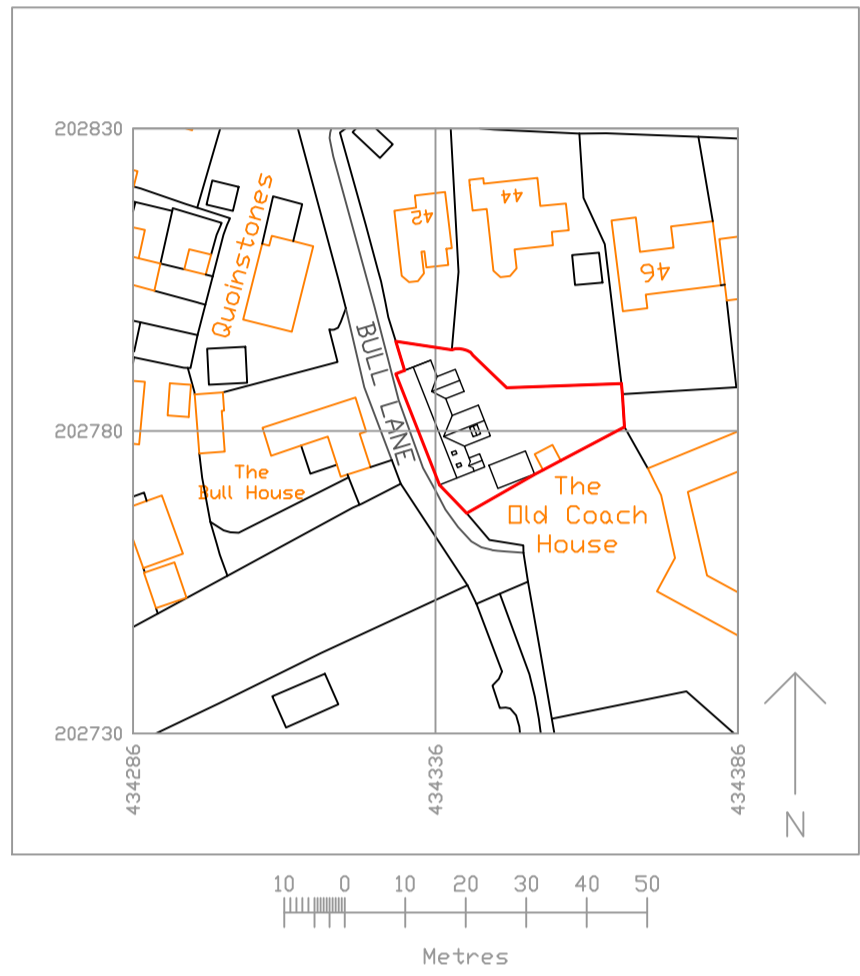 202830
Quoinstones
42
44
46
BULL LANE
202780
The
Bull House
The
Old Coach
House
202730
434286
434336
434386
N
10 0 10 20 30 40 50
Metres